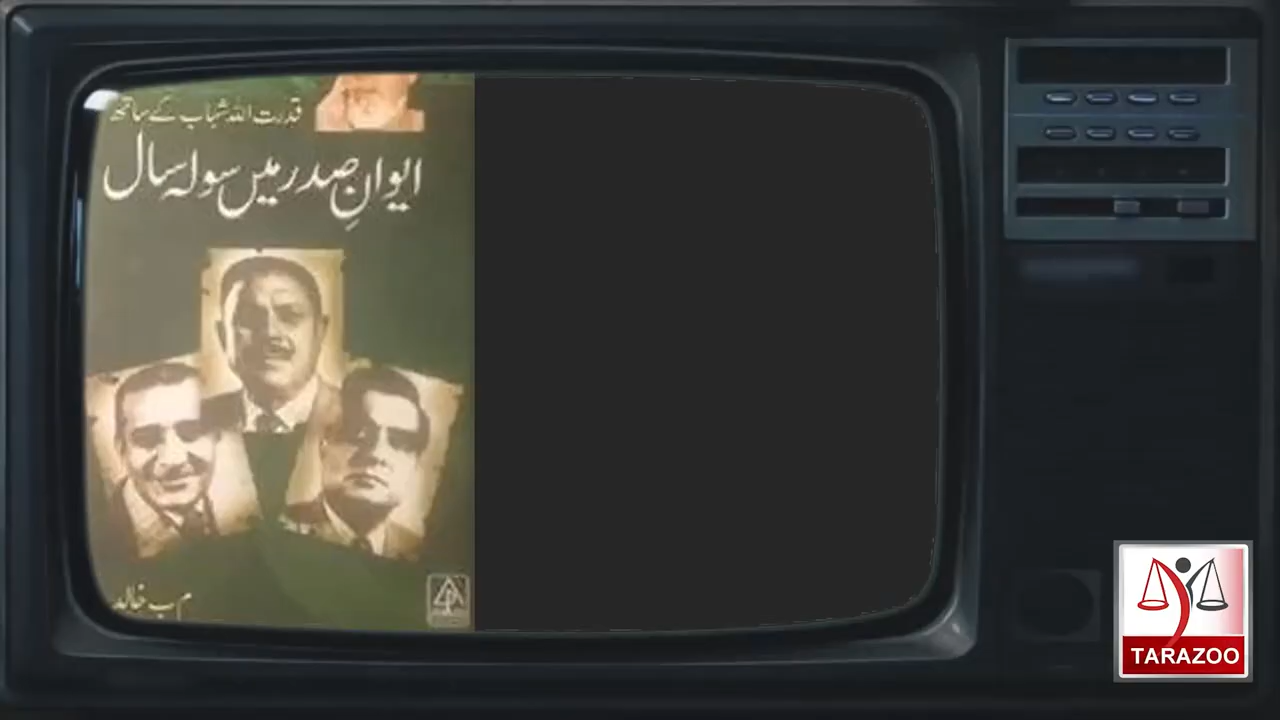 قدرت اللہ شہاب کے ساتھ
ایوانِ صدر میں سولہ سال
م ب خالد
TARAZOO